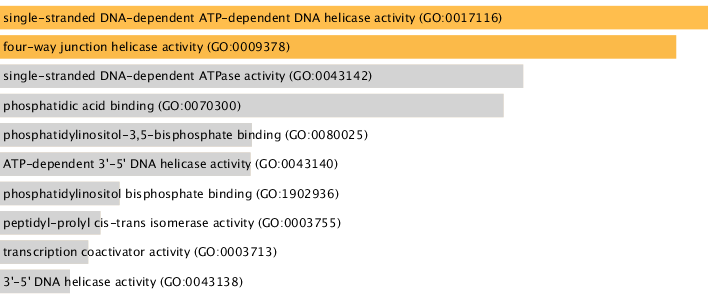 single-stranded DNA-dependent ATP-dependent DNA helicase activity (GO:0017116)
four-way junction helicase activity (GO:0009378)
single-stranded DNA-dependent ATPase activity (GO:0043142)
phosphatidic acid binding (GO:0070300)
phosphatidylinositol-3,5-bisphosphate binding (GO:0080025)
ATP-dependent 3'-5' DNA helicase activity (GO:0043140)
phosphatidylinositol bisphosphate binding (GO:1902936)
peptidyl-prolyl cis-trans isomerase activity (GO:0003755)
transcription coactivator activity (GO:0003713)
3'-5' DNA helicase activity (GO:0043138)